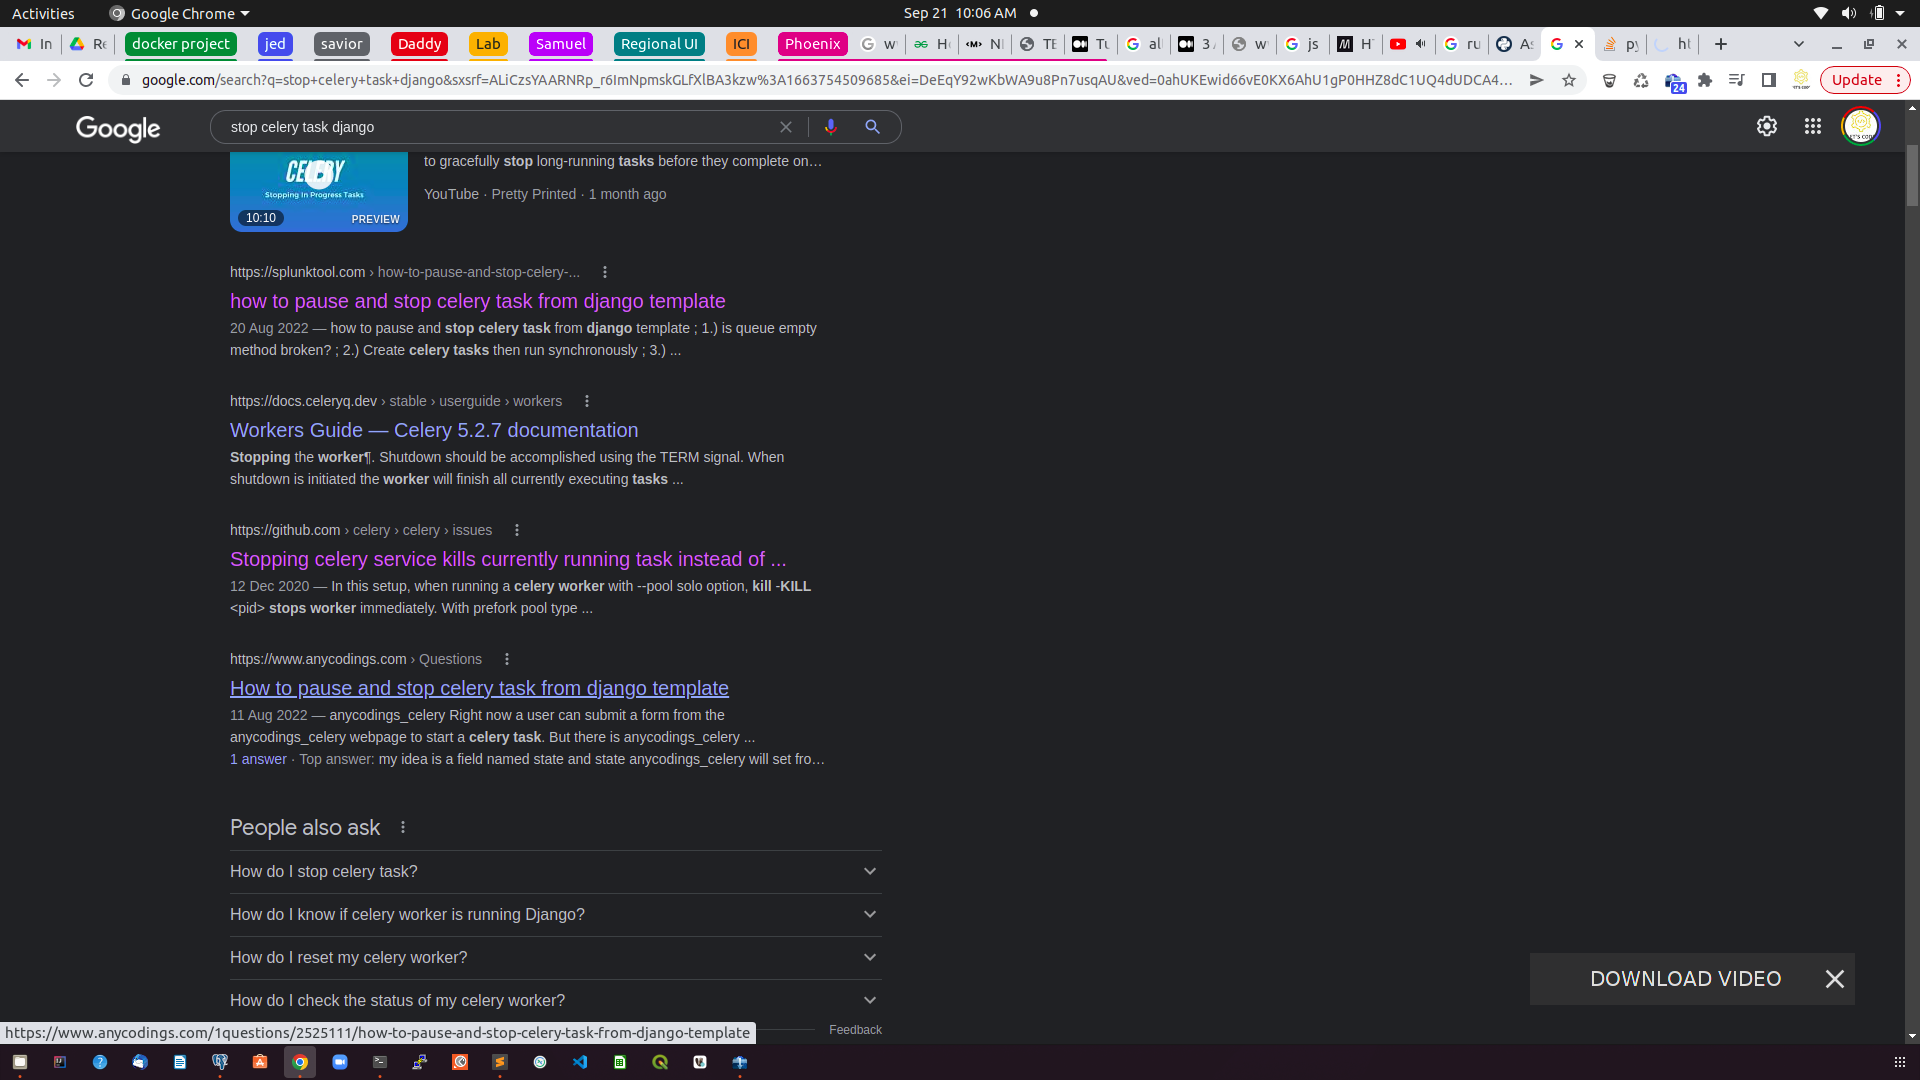 Activities
Google Chrome
Sep 21 10:06 AM
In
Re
docker project
jed
savior
Daddy
Lab
Samuel
Regional UI
ICI
Phoenix
google.com/search?q=stop+celery+task+django&sxsrf=ALiCzsYAARNRp_r6ImNpmskGLfXlBA3kzw%3A1663754509685&ei=DeEqY92wKbWA9u8Pn7usqAU&ved=0ahUKEwid66vE0KX6AhU1gP0HHZ8dC1UQ4dUDCA4...
24
Update
Google
stop celery task django
CELERY
Stopping In Progress Tasks
10:10
PREVIEW
to gracefully stop long-running tasks before they complete on...
YouTube · Pretty Printed · 1 month ago
https://splunktool.com › how-to-pause-and-stop-celery-...
how to pause and stop celery task from django template
20 Aug 2022 — how to pause and stop celery task from django template ; 1.) is queue empty
method broken? ; 2.) Create celery tasks then run synchronously ; 3.) ...
https://docs.celeryq.dev › stable › userguide › workers
Workers Guide — Celery 5.2.7 documentation
Stopping the worker¶. Shutdown should be accomplished using the TERM signal. When
shutdown is initiated the worker will finish all currently executing tasks ...
https://github.com › celery › celery › issues
Stopping celery service kills currently running task instead of ...
12 Dec 2020 — In this setup, when running a celery worker with --pool solo option, kill -KILL
<pid> stops worker immediately. With prefork pool type ...
https://www.anycodings.com › Questions
How to pause and stop celery task from django template
11 Aug 2022 — anycodings_celery Right now a user can submit a form from the
anycodings_celery webpage to start a celery task. But there is anycodings_celery ...
1 answer · Top answer: my idea is a field named state and state anycodings_celery will set fro...
People also ask
How do I stop celery task?
How do I know if celery worker is running Django?
How do I reset my celery worker?
How do I check the status of my celery worker?
Feedback
DOWNLOAD VIDEO
https://www.anycodings.com/1questions/2525111/how-to-pause-and-stop-celery-task-from-django-template